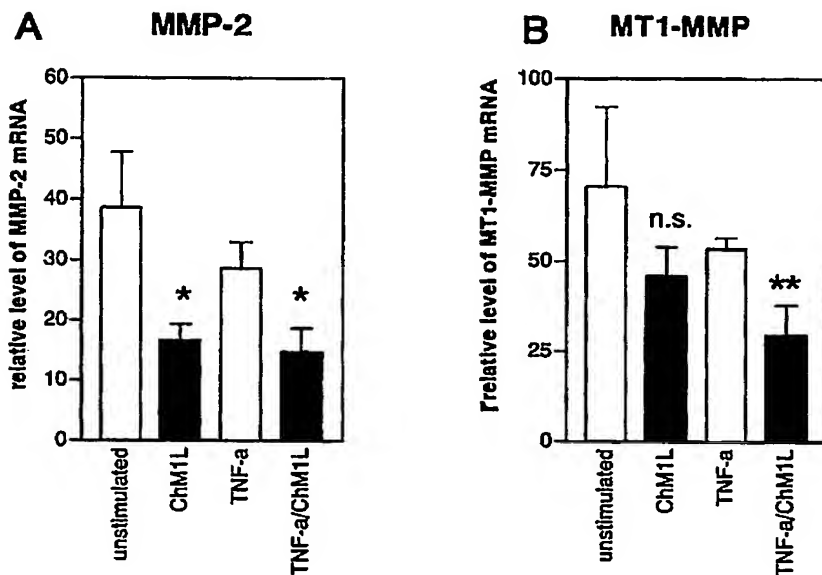 A
MMP-2
relative level of MMP-2 mRNA
60
50
40
30
20
10
0
*
*
unstimulated
ChM1L
TNF-a
TNF-a/ChM1L
B
MT1-MMP
rrelative level of MT1-MMP mRNA
100
75
50
25
0
n.s.
**
unstimulated
ChM1L
TNF-a
TNF-a/ChM1L